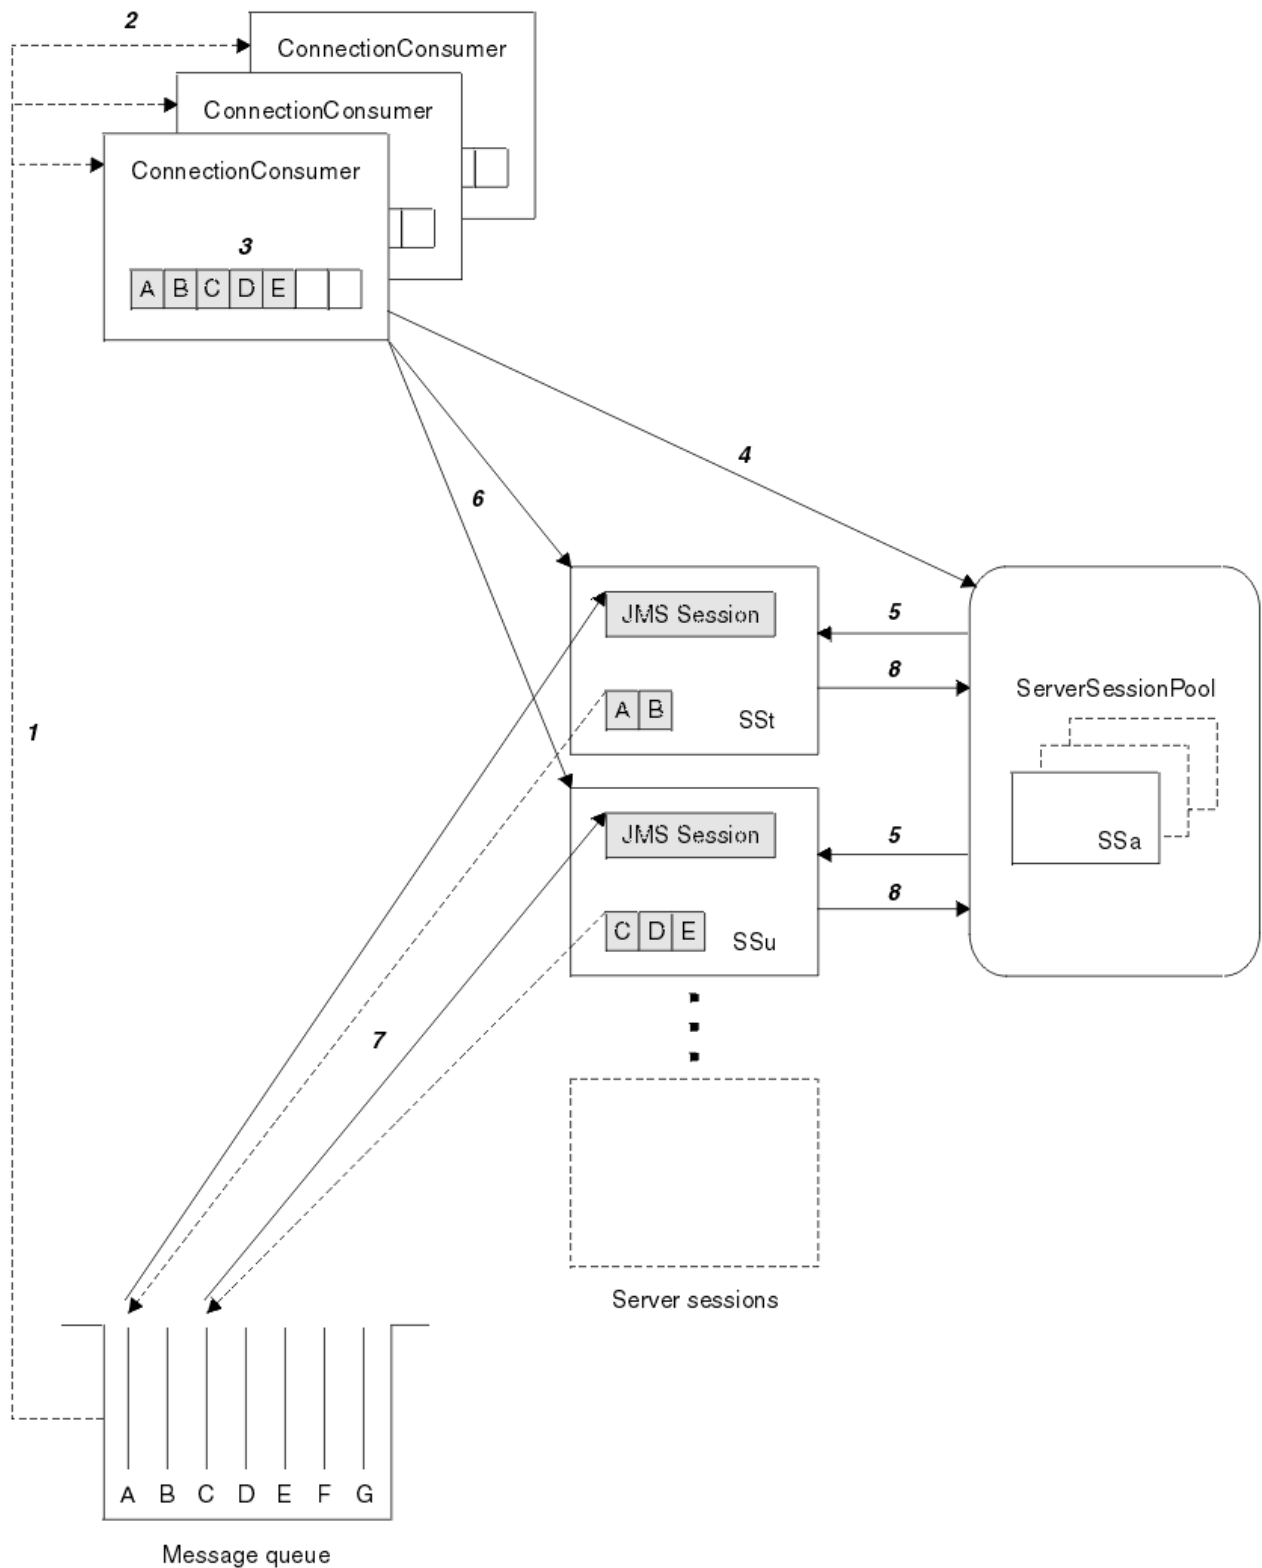 2
ConnectionConsumer
ConnectionConsumer
ConnectionConsumer
3
A B C D E
4
6
JMS Session
5
8
ServerSessionPool
A B
SSt
1
JMS Session
5
SSa
8
C D E
SSu
7
Server sessions
A B C D E F G
Message queue